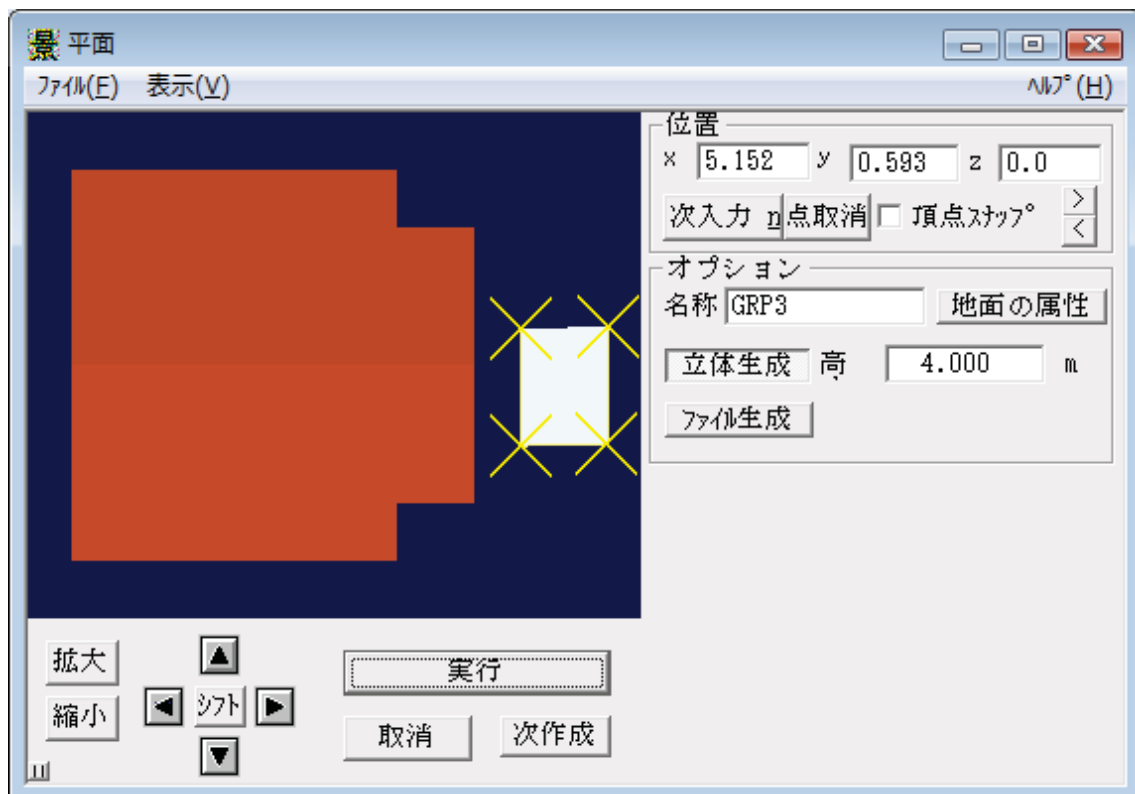 景 平面
ﾌｧｲﾙ(F) 表示(V) ﾍﾙﾌﾟ(H)
位置
x 5.152 y 0.593 z 0.0
次入力 n 点取消 頂点ｽﾅｯﾌﾟ >
<
オプション
名称 GRP3 地面の属性
立体生成 高 4.000 m
ﾌｧｲﾙ生成
拡大 ▲ 実行
縮小 ◀ ｼﾌﾄ ▶
取消 次作成
▼